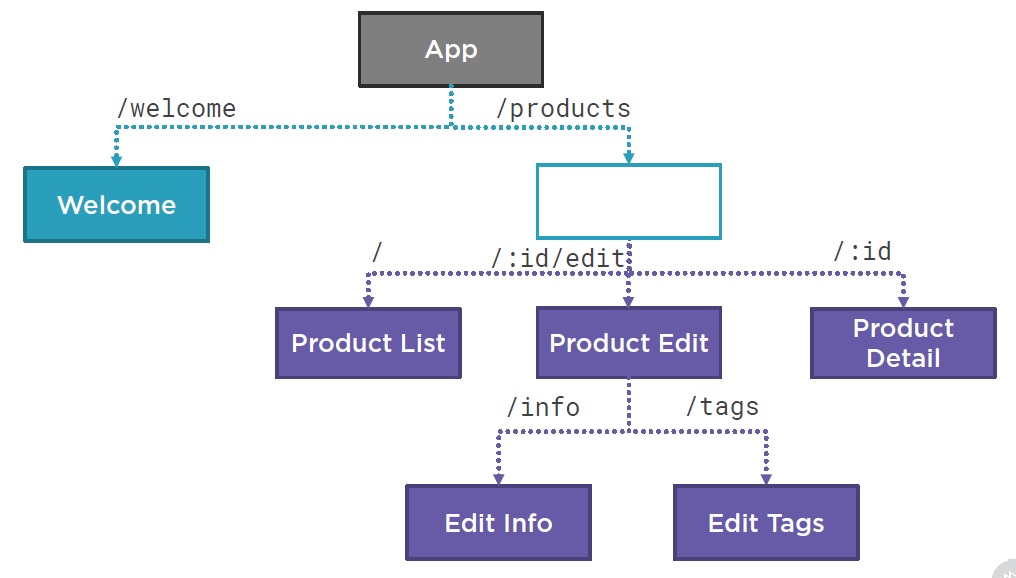 App
/welcome
/products
Welcome
/
/:id/edit
/:id
Product List
Product Edit
Product
Detail
/info
/tags
Edit Info
Edit Tags